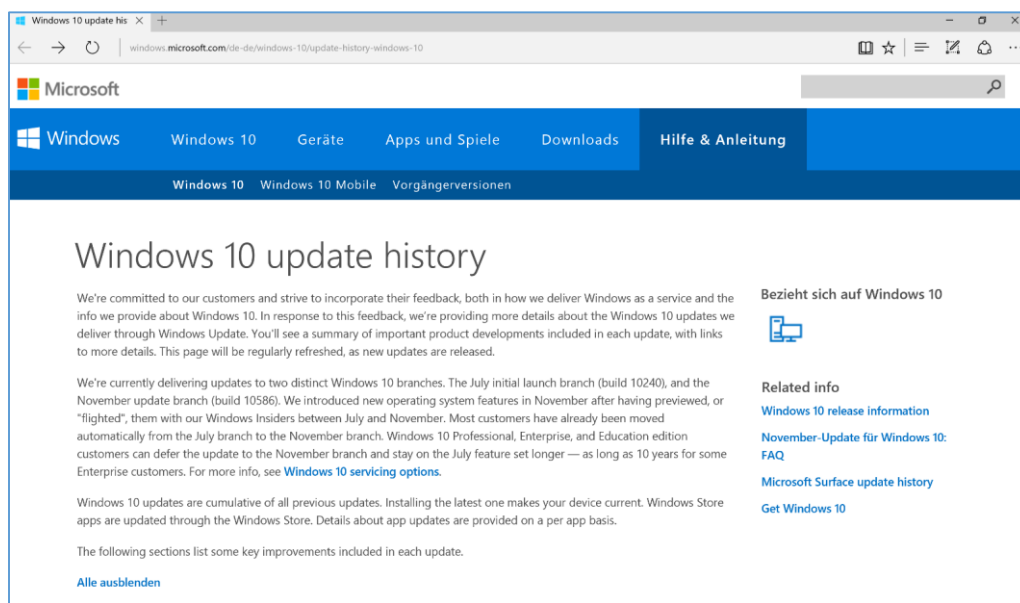 Windows 10 update his
windows.microsoft.com/de-de/windows-10/update-history-windows-10
Microsoft
Windows Windows 10 Geräte Apps und Spiele Downloads Hilfe & Anleitung
Windows 10 Windows 10 Mobile Vorgängerversionen
Windows 10 update history
We're committed to our customers and strive to incorporate their feedback, both in how we deliver Windows as a service and the
info we provide about Windows 10. In response to this feedback, we're providing more details about the Windows 10 updates we
deliver through Windows Update. You'll see a summary of important product developments included in each update, with links
to more details. This page will be regularly refreshed, as new updates are released.
We're currently delivering updates to two distinct Windows 10 branches. The July initial launch branch (build 10240), and the
November update branch (build 10586). We introduced new operating system features in November after having previewed, or
"flighted", them with our Windows Insiders between July and November. Most customers have already been moved
automatically from the July branch to the November branch. Windows 10 Professional, Enterprise, and Education edition
customers can defer the update to the November branch and stay on the July feature set longer — as long as 10 years for some
Enterprise customers. For more info, see Windows 10 servicing options.
Windows 10 updates are cumulative of all previous updates. Installing the latest one makes your device current. Windows Store
apps are updated through the Windows Store. Details about app updates are provided on a per app basis.
The following sections list some key improvements included in each update.
Alle ausblenden
Bezieht sich auf Windows 10
Related info
Windows 10 release information
November-Update für Windows 10:
FAQ
Microsoft Surface update history
Get Windows 10